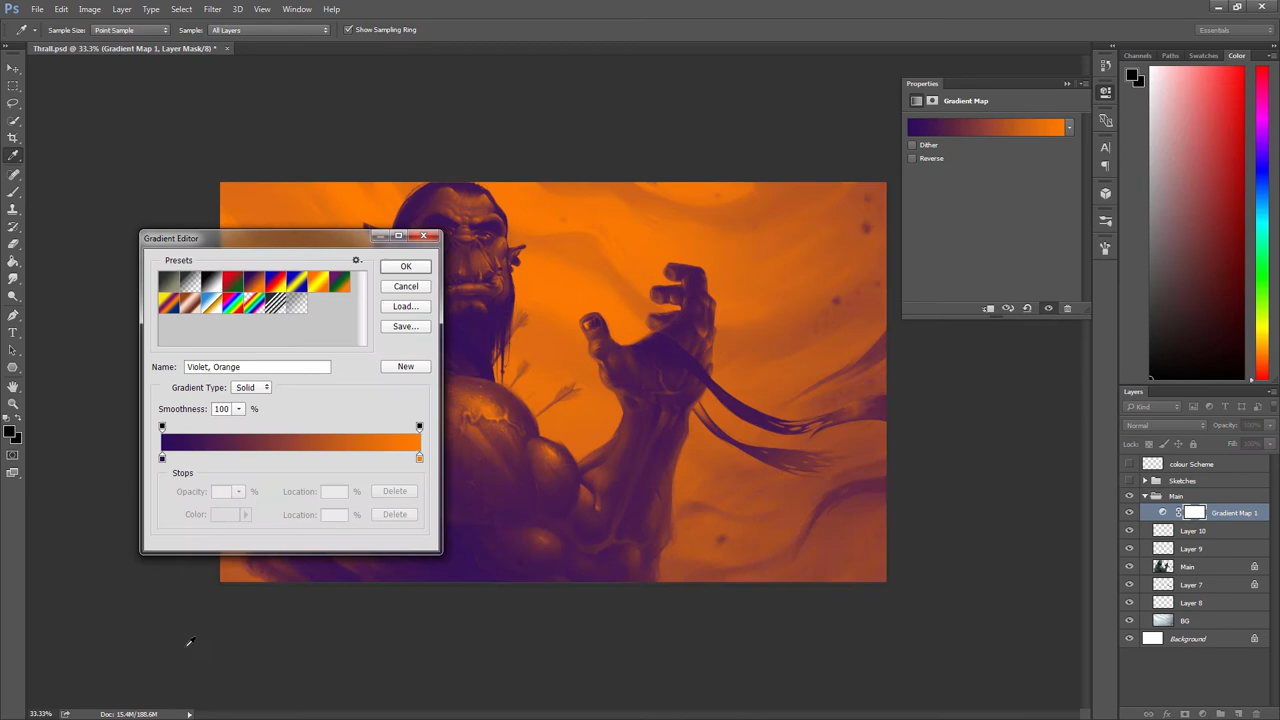 Ps File Edit Image Layer Type Select Filter 3D View Window Help
Sample Size: Point Sample Sample: All Layers Show Sampling Ring Essentials
Thrall.psd @ 33.3% (Gradient Map 1, Layer Mask/8) * ×
Channels Paths Swatches Color
Properties
Gradient Map
Dither
Reverse
Gradient Editor
Presets
OK
Cancel
Load...
Save...
Name: Violet, Orange New
Gradient Type: Solid
Smoothness: 100 %
Stops
Opacity: % Location: % Delete
Color: Location: % Delete
Layers
Kind
Normal Opacity: 100%
Lock: Fill: 100%
colour Scheme
Sketches
Main
Gradient Map 1
Layer 10
Layer 9
Main
Layer 7
Layer 8
BG
Background
33.33% Doc: 15.4M/188.6M